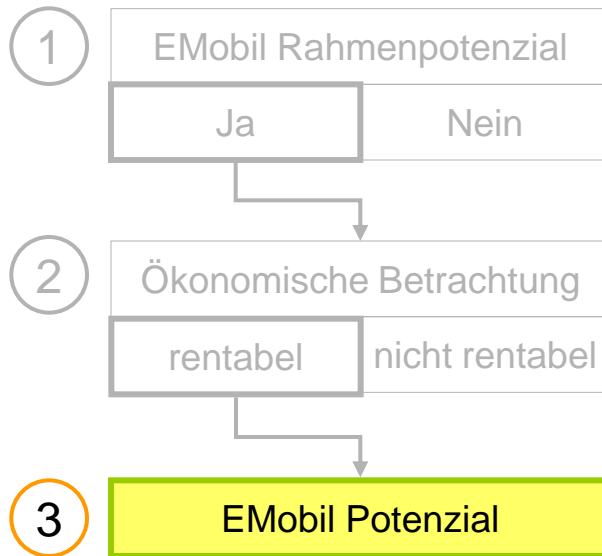 1
EMobil Rahmenpotenzial
Ja Nein
2
Ökonomische Betrachtung
rentabel nicht rentabel
3
EMobil Potenzial